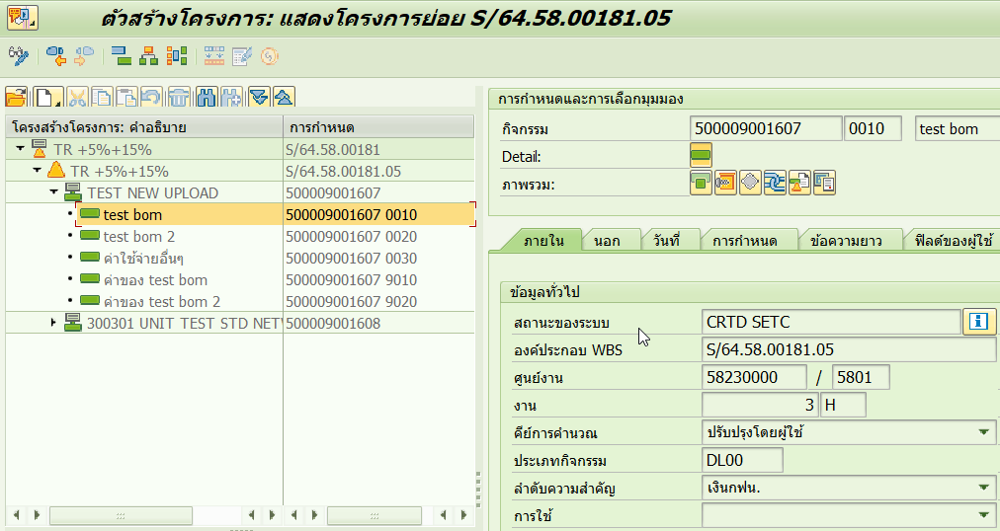 ตัวสร้างโครงการ: แสดงโครงการย่อย S/64.58.00181.05
โครงสร้างโครงการ: คำอธิบาย การกำหนด
TR +5%+15% S/64.58.00181
TR +5%+15% S/64.58.00181.05
TEST NEW UPLOAD 500009001607
test bom 500009001607 0010
test bom 2 500009001607 0020
ค่าใช้จ่ายอื่นๆ 500009001607 0030
ค่าของ test bom 500009001607 9010
ค่าของ test bom 2 500009001607 9020
300301 UNIT TEST STD NETW 500009001608
การกำหนดและการเลือกมุมมอง
กิจกรรม 500009001607 0010 test bom
Detail:
ภาพรวม:
ภายใน นอก วันที่ การกำหนด ข้อความยาว ฟิลด์ของผู้ใช้
ข้อมูลทั่วไป
สถานะของระบบ CRTD SETC
องค์ประกอบ WBS S/64.58.00181.05
ศูนย์งาน 58230000 / 5801
งาน 3 H
คีย์การคำนวณ ปรับปรุงโดยผู้ใช้
ประเภทกิจกรรม DL00
ลำดับความสำคัญ เงินกฟน.
การใช้